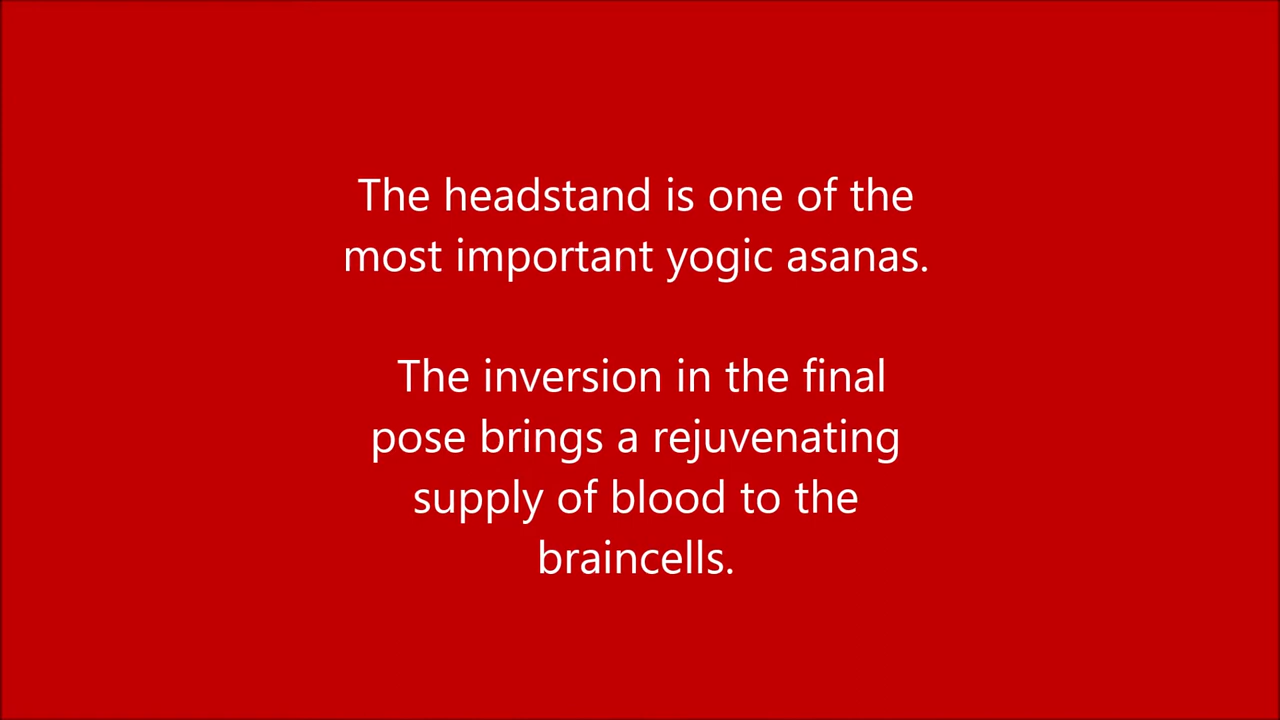 The headstand is one of the
most important yogic asanas.
The inversion in the final
pose brings a rejuvenating
supply of blood to the
braincells.